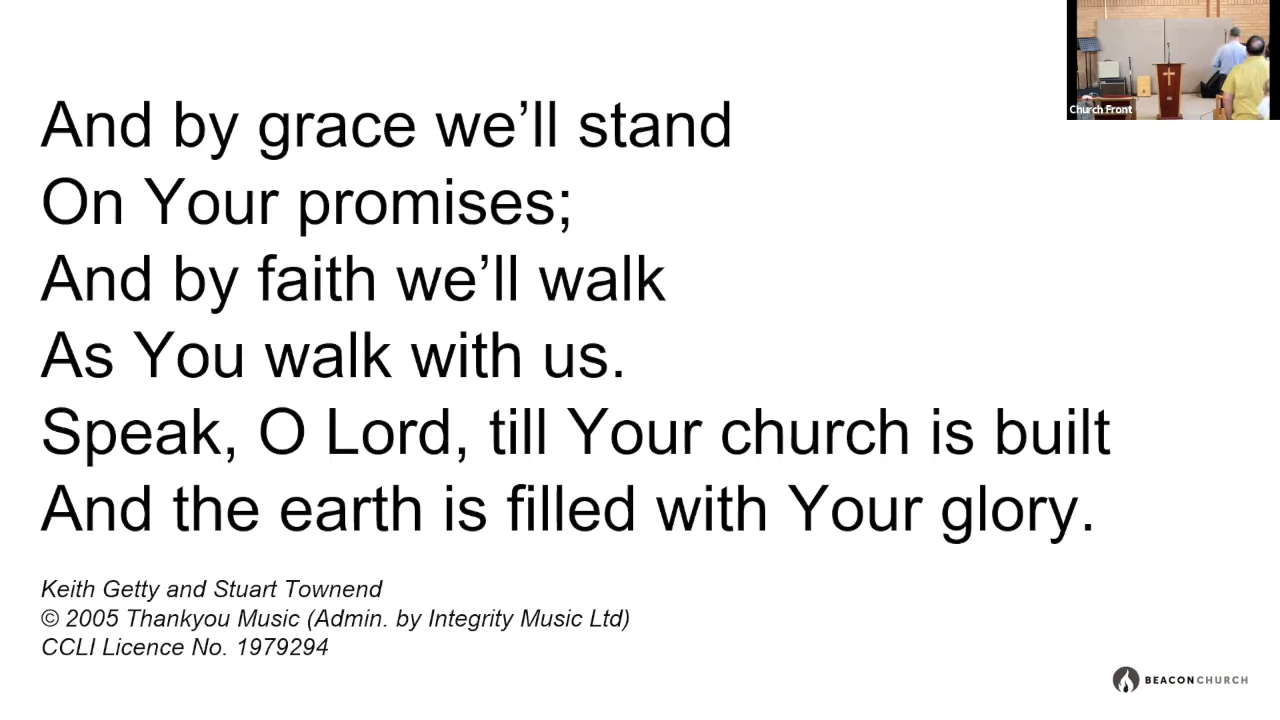 And by grace we’ll stand
On Your promises;
And by faith we’ll walk
As You walk with us.
Speak, O Lord, till Your church is built
And the earth is filled with Your glory.
Keith Getty and Stuart Townend
© 2005 Thankyou Music (Admin. by Integrity Music Ltd)
CCLI Licence No. 1979294
Church Front
BEACONCHURCH